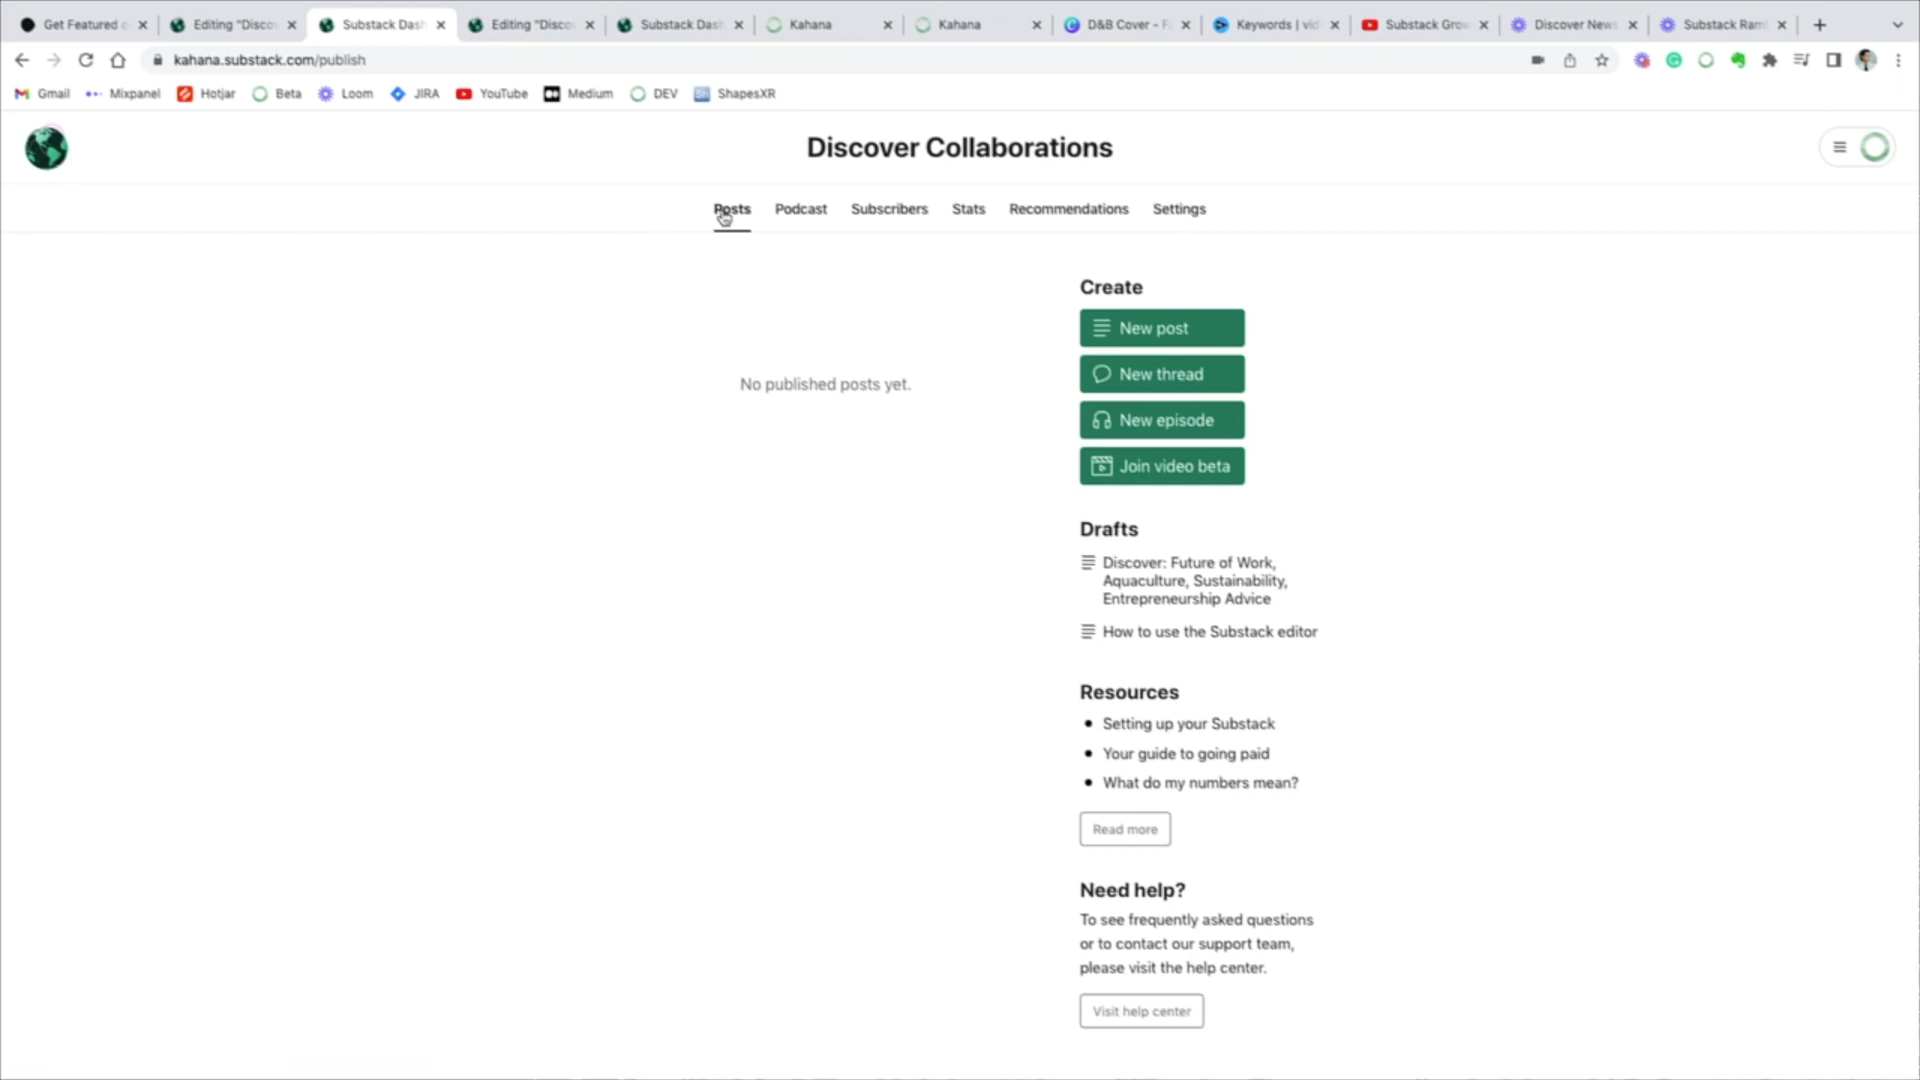 Get Featured o
Editing "Discov
Substack Dash
Editing "Discov
Substack Dash
Kahana
Kahana
D&B Cover - F
Keywords | vid
Substack Grow
Discover News
Substack Ramb
kahana.substack.com/publish
Gmail
Mixpanel
Hotjar
Beta
Loom
JIRA
YouTube
Medium
DEV
ShapesXR
Discover Collaborations
Posts
Podcast
Subscribers
Stats
Recommendations
Settings
No published posts yet.
Create
New post
New thread
New episode
Join video beta
Drafts
Discover: Future of Work,
Aquaculture, Sustainability,
Entrepreneurship Advice
How to use the Substack editor
Resources
Setting up your Substack
Your guide to going paid
What do my numbers mean?
Read more
Need help?
To see frequently asked questions
or to contact our support team,
please visit the help center.
Visit help center